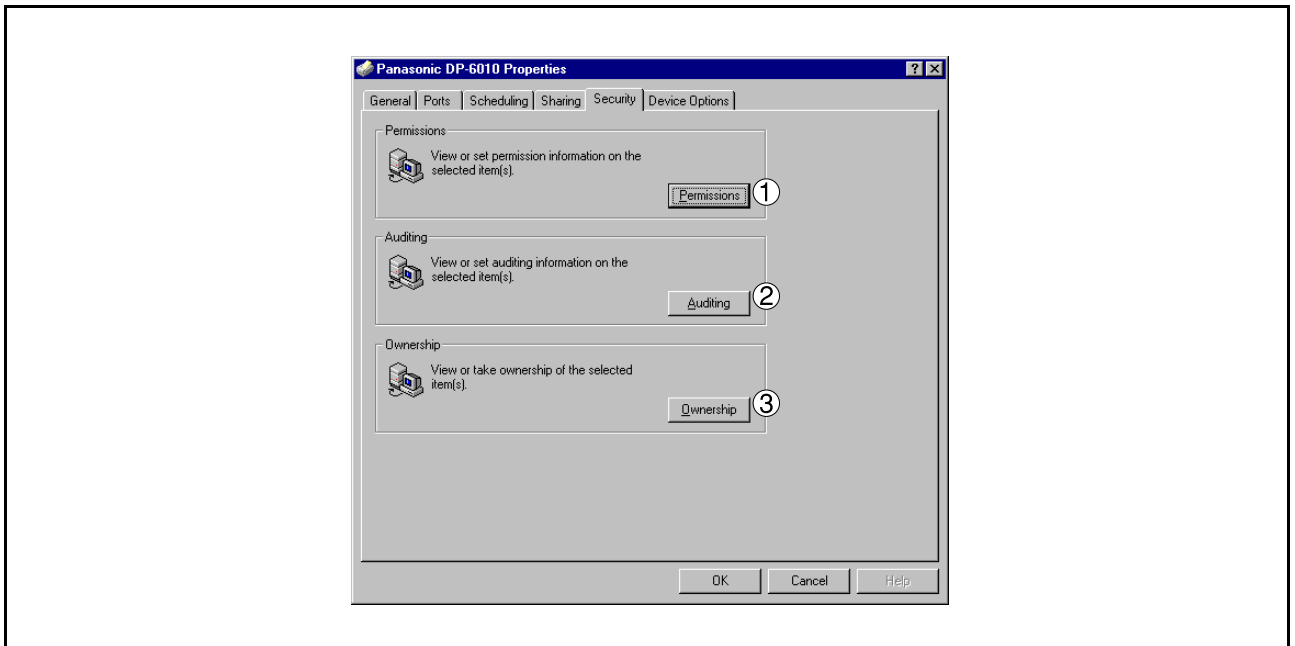 Panasonic DP-6010 Properties
General Ports Scheduling Sharing Security Device Options
Permissions
View or set permission information on the
selected item(s).
Permissions ①
Auditing
View or set auditing information on the
selected item(s).
Auditing ②
Ownership
View or take ownership of the selected
item(s).
Ownership ③
OK Cancel Help